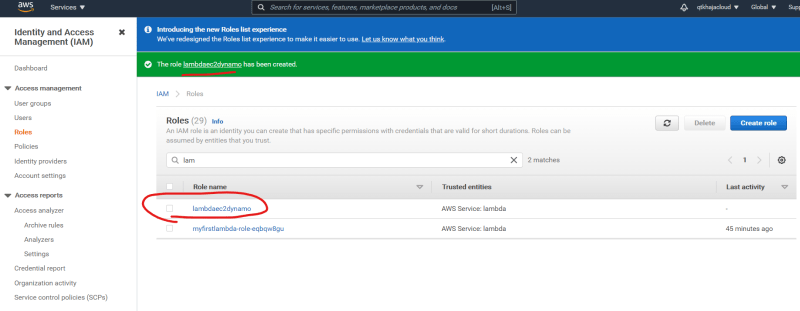 aws
Services ▼
Search for services, features, marketplace products, and docs
[Alt+S]
qtkhajacloud ▼
Global ▼
Supp
Identity and Access
Management (IAM)
Dashboard
Access management
User groups
Users
Roles
Policies
Identity providers
Account settings
Access reports
Access analyzer
Archive rules
Analyzers
Settings
Credential report
Organization activity
Service control policies (SCPs)
Introducing the new Roles list experience
We've redesigned the Roles list experience to make it easier to use. Let us know what you think.
The role lambdaec2dynamo has been created.
IAM > Roles
Roles (29) Info
An IAM role is an identity you can create that has specific permissions with credentials that are valid for short durations. Roles can be
assumed by entities that you trust.
Delete
Create role
lam
2 matches
1
Role name
Trusted entities
Last activity
lambdaec2dynamo
AWS Service: lambda
-
myfirstlambda-role-eqbqw8gu
AWS Service: lambda
45 minutes ago